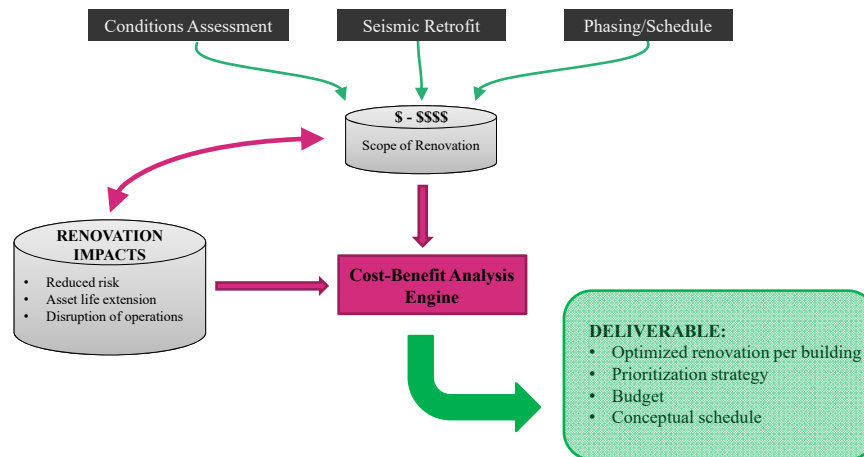 Conditions Assessment
Seismic Retrofit
Phasing/Schedule
$ - $$$$
Scope of Renovation
RENOVATION
IMPACTS
• Reduced risk
• Asset life extension
• Disruption of operations
Cost-Benefit Analysis
Engine
DELIVERABLE:
• Optimized renovation per building
• Prioritization strategy
• Budget
• Conceptual schedule